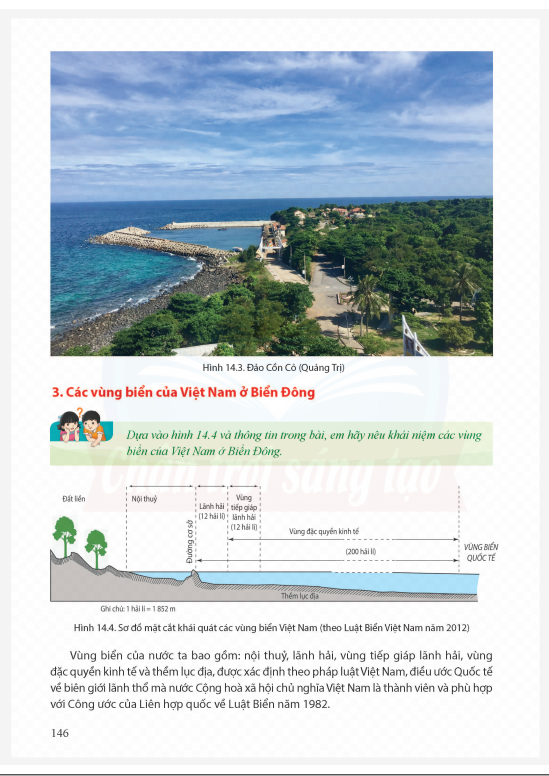 Hình 14.3. Đảo Cồn Cỏ (Quảng Trị)
3. Các vùng biển của Việt Nam ở Biển Đông
Dựa vào hình 14.4 và thông tin trong bài, em hãy nêu khái niệm các vùng
biển của Việt Nam ở Biển Đông.
Chân trời sáng tạo
Đất liền
Nội thuỷ
Lãnh hải
(12 hải lí)
Vùng
tiếp giáp
lãnh hải
(12 hải lí)
Đường cơ sở
Vùng đặc quyền kinh tế
(200 hải lí)
VÙNG BIỂN
QUỐC TẾ
Thềm lục địa
Ghi chú: 1 hải lí = 1 852 m
Hình 14.4. Sơ đồ mặt cắt khái quát các vùng biển Việt Nam (theo Luật Biển Việt Nam năm 2012)
Vùng biển của nước ta bao gồm: nội thuỷ, lãnh hải, vùng tiếp giáp lãnh hải, vùng
đặc quyền kinh tế và thềm lục địa, được xác định theo pháp luật Việt Nam, điều ước Quốc tế
về biên giới lãnh thổ mà nước Cộng hoà xã hội chủ nghĩa Việt Nam là thành viên và phù hợp
với Công ước của Liên hợp quốc về Luật Biển năm 1982.
146